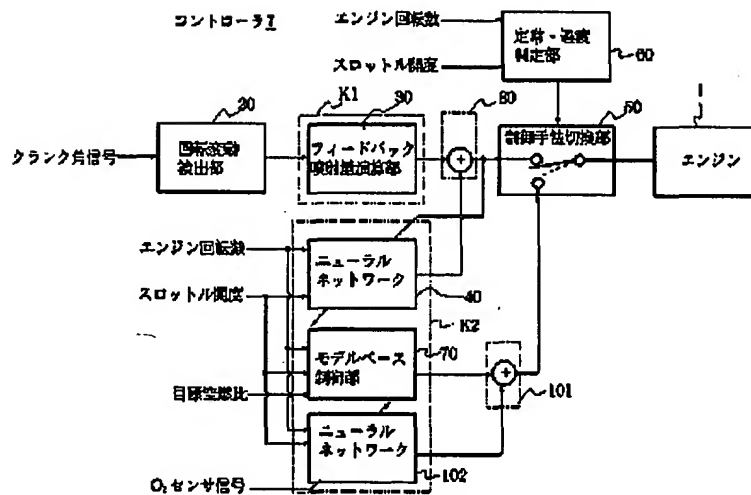 コントローラ7
エンジン回転数
スロットル開度
定常・過渡
判定部
60
K1
20
30
80
50
1
クランク角信号
回転変動
検出部
フィードバック
噴射量演算部
制御手法切換部
エンジン
エンジン回転数
スロットル開度
ニューラル
ネットワーク
40
K2
モデルベース
制御部
70
目標空燃比
101
ニューラル
ネットワーク
102
O₂センサ信号